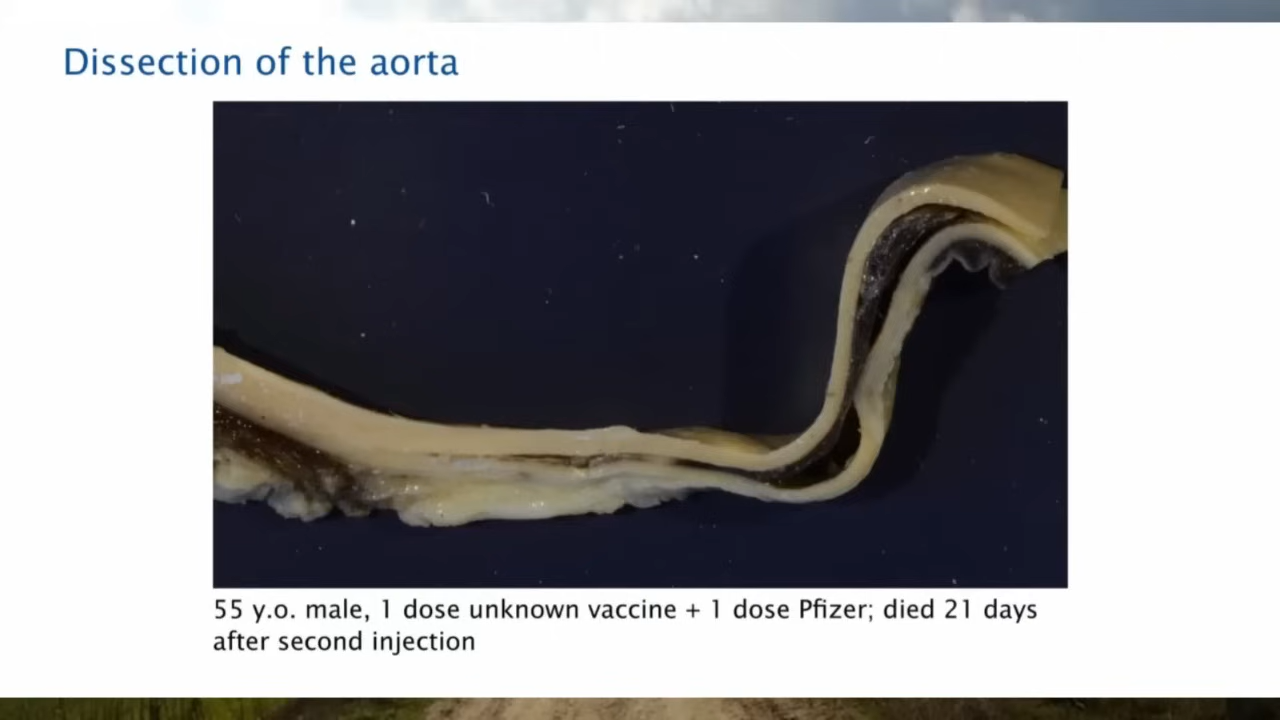 Dissection of the aorta
55 y.o. male, 1 dose unknown vaccine + 1 dose Pfizer; died 21 days
after second injection